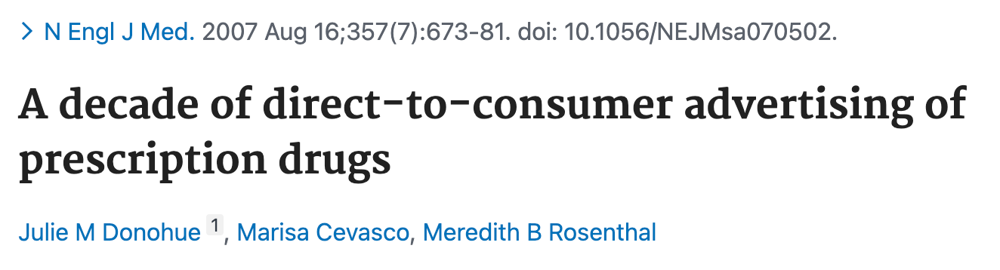 > N Engl J Med. 2007 Aug 16;357(7):673-81. doi: 10.1056/NEJMsa070502.
A decade of direct-to-consumer advertising of
prescription drugs
Julie M Donohue 1, Marisa Cevasco, Meredith B Rosenthal